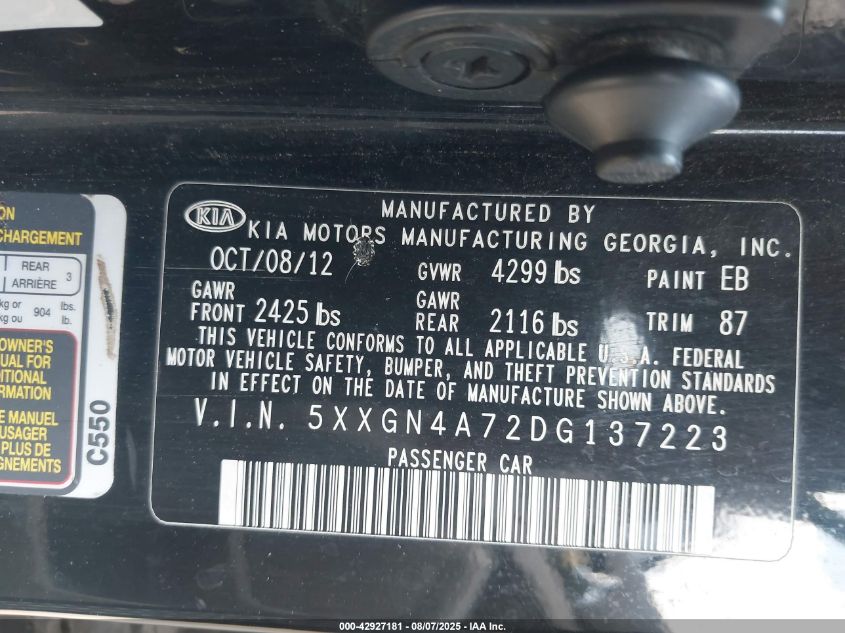 KIA
MANUFACTURED BY
KIA MOTORS MANUFACTURING GEORGIA, INC.
OCT/08/12 GVWR 4299 lbs PAINT EB
GAWR FRONT 2425 lbs GAWR REAR 2116 lbs TRIM 87
THIS VEHICLE CONFORMS TO ALL APPLICABLE U.S.A. FEDERAL
MOTOR VEHICLE SAFETY, BUMPER, AND THEFT PREVENTION STANDARDS
IN EFFECT ON THE DATE OF MANUFACTURE SHOWN ABOVE.
V.I.N. 5XXGN4A72DG137223
PASSENGER CAR
ON
CHARGEMENT
REAR 3
ARRIÈRE
kg or 904 lbs.
kg ou lb.
OWNER'S
UAL FOR
ITIONAL
RMATION
E MANUEL
USAGER
PLUS DE
GNEMENTS
C550
000-42927181 - 08/07/2025 - IAA Inc.